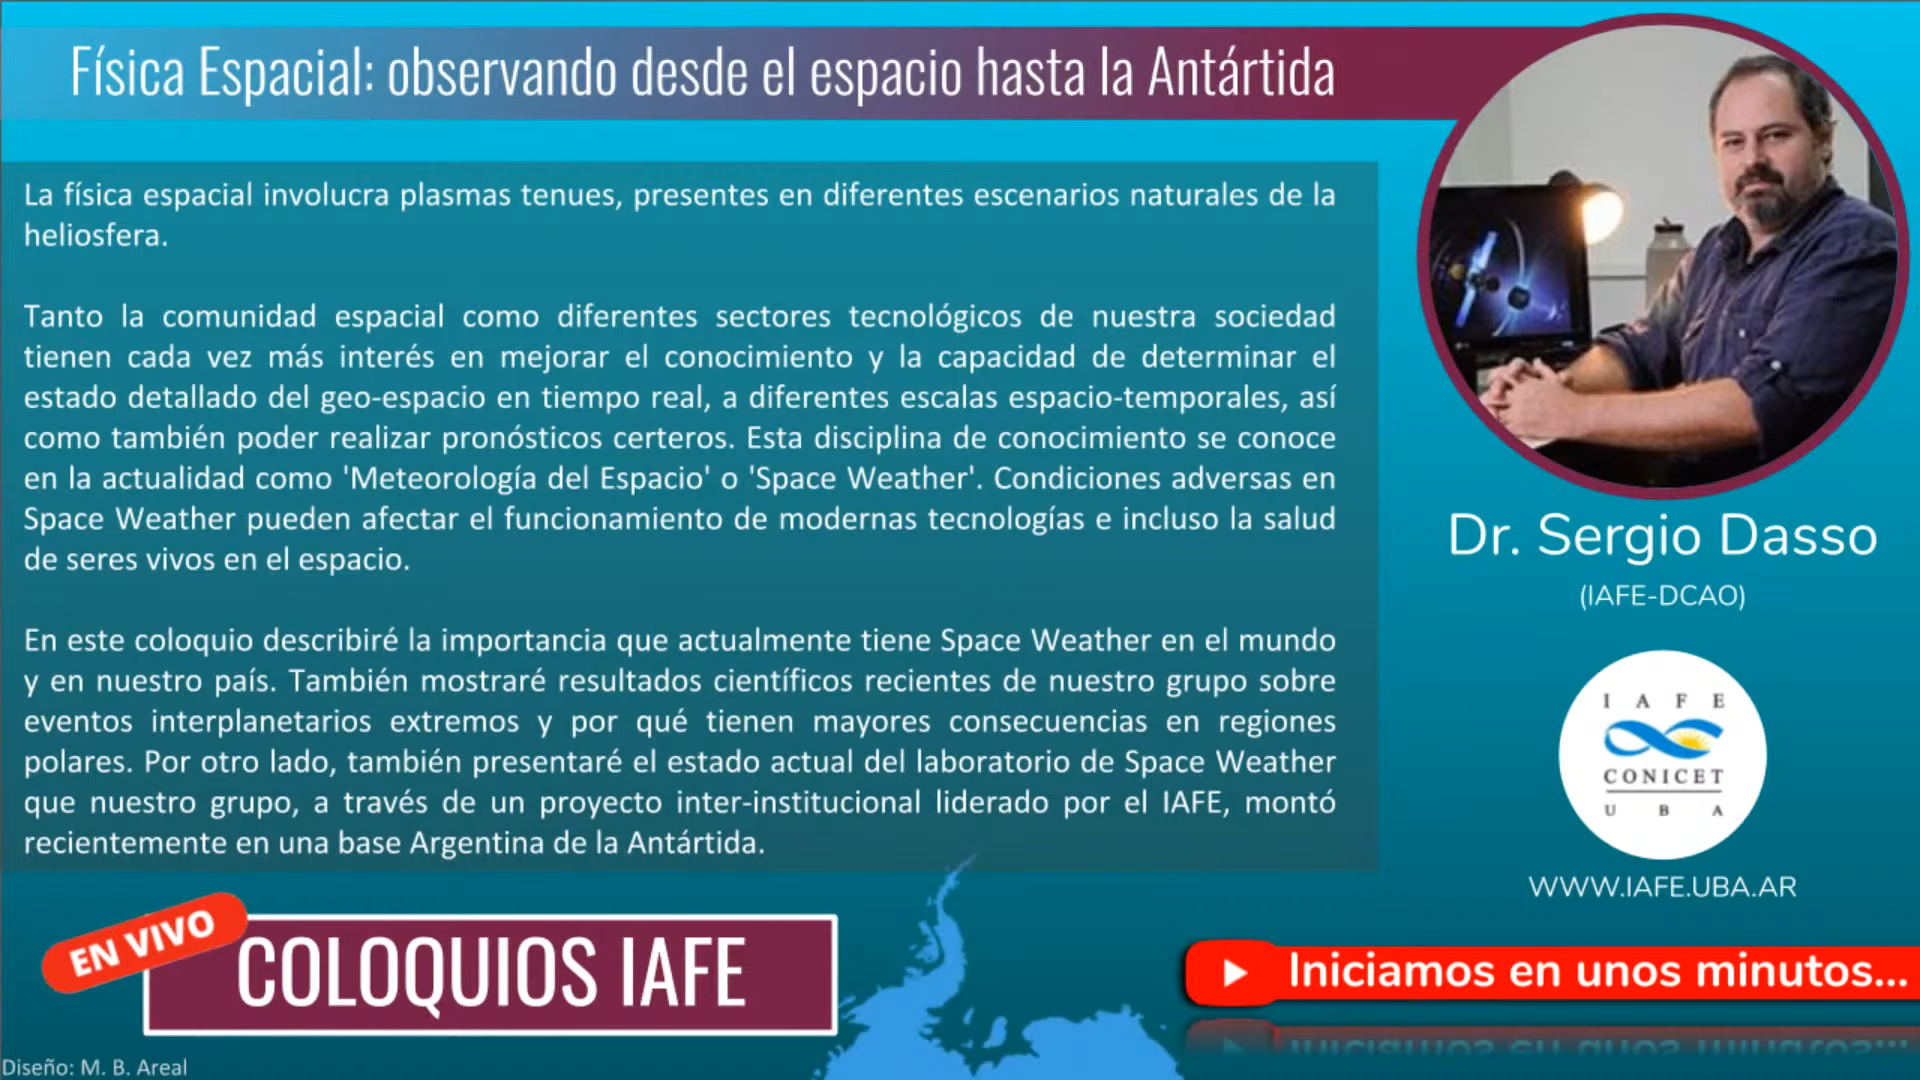 Física Espacial: observando desde el espacio hasta la Antártida
La física espacial involucra plasmas tenues, presentes en diferentes escenarios naturales de la
heliosfera.
Tanto la comunidad espacial como diferentes sectores tecnológicos de nuestra sociedad
tienen cada vez más interés en mejorar el conocimiento y la capacidad de determinar el
estado detallado del geo-espacio en tiempo real, a diferentes escalas espacio-temporales, así
como también poder realizar pronósticos certeros. Esta disciplina de conocimiento se conoce
en la actualidad como 'Meteorología del Espacio' o 'Space Weather'. Condiciones adversas en
Space Weather pueden afectar el funcionamiento de modernas tecnologías e incluso la salud
de seres vivos en el espacio.
En este coloquio describiré la importancia que actualmente tiene Space Weather en el mundo
y en nuestro país. También mostraré resultados científicos recientes de nuestro grupo sobre
eventos interplanetarios extremos y por qué tienen mayores consecuencias en regiones
polares. Por otro lado, también presentaré el estado actual del laboratorio de Space Weather
que nuestro grupo, a través de un proyecto inter-institucional liderado por el IAFE, montó
recientemente en una base Argentina de la Antártida.
Dr. Sergio Dasso
(IAFE-DCAO)
I A F E
CONICET
U B A
WWW.IAFE.UBA.AR
EN VIVO
COLOQUIOS IAFE
Iniciamos en unos minutos...
Diseño: M. B. Areal